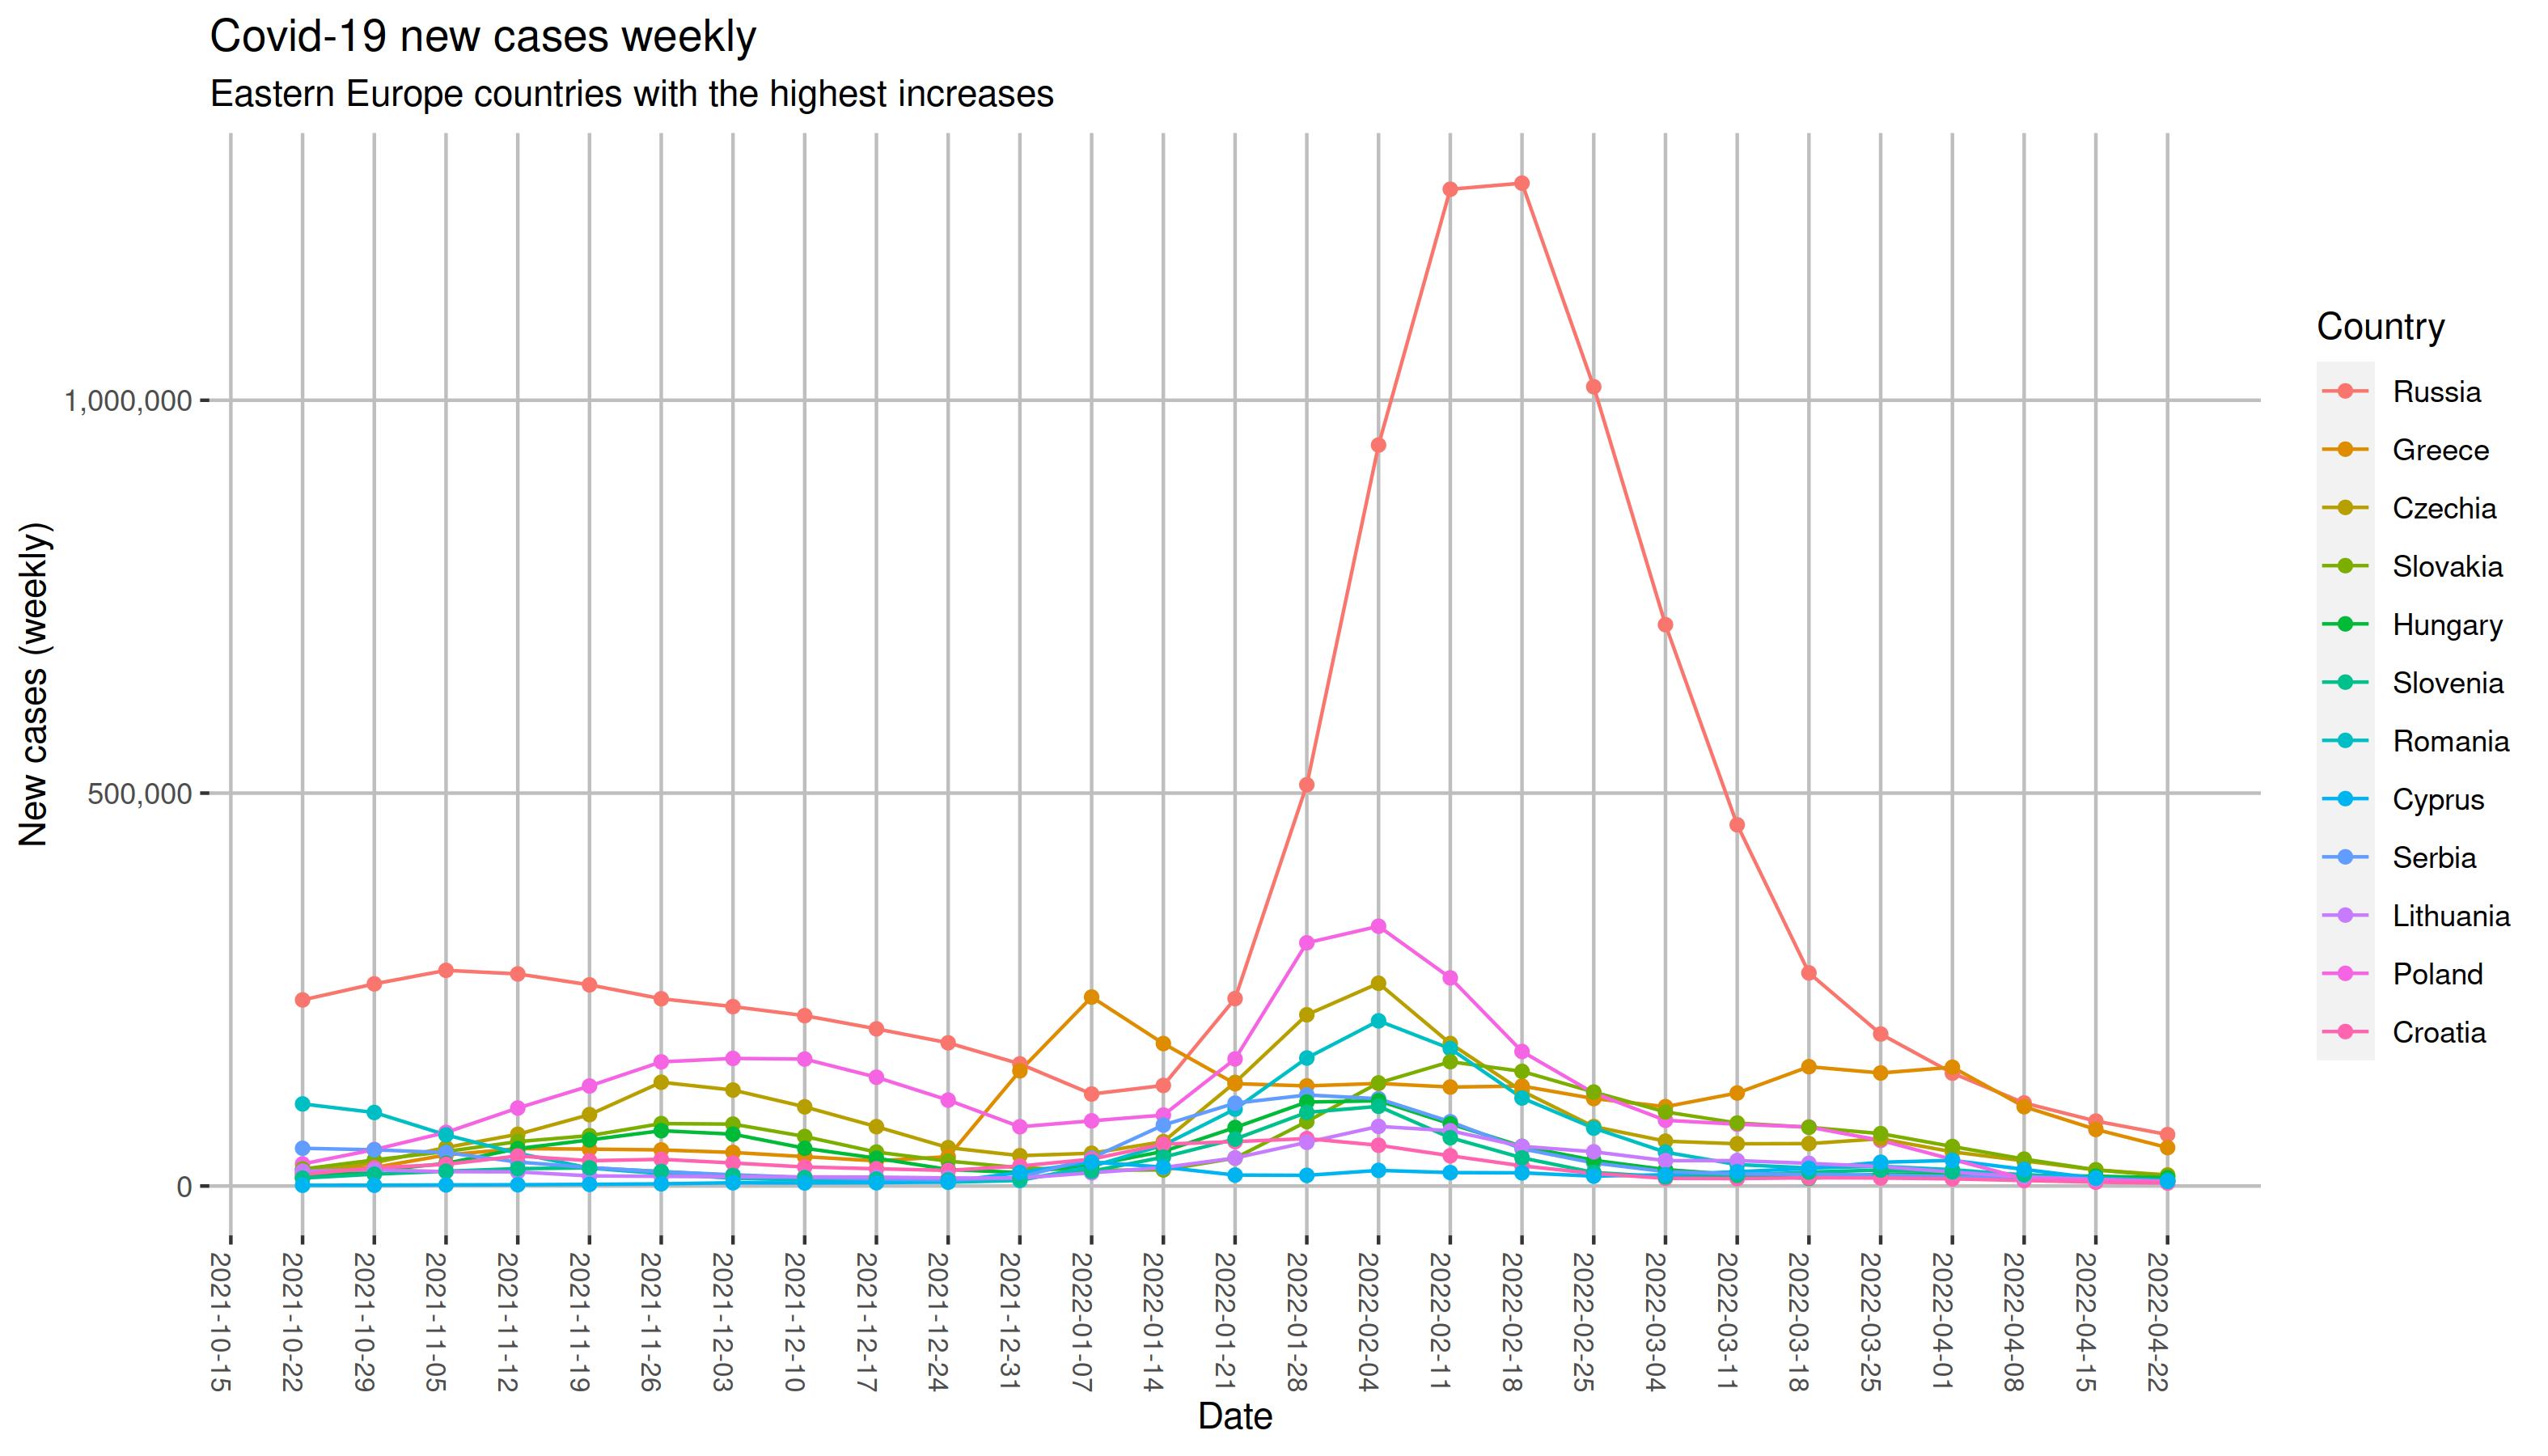 Covid-19 new cases weekly
Eastern Europe countries with the highest increases
New cases (weekly)
1,000,000
500,000
0
2021-10-15
2021-10-22
2021-10-29
2021-11-05
2021-11-12
2021-11-19
2021-11-26
2021-12-03
2021-12-10
2021-12-17
2021-12-24
2021-12-31
2022-01-07
2022-01-14
2022-01-21
2022-01-28
2022-02-04
2022-02-11
2022-02-18
2022-02-25
2022-03-04
2022-03-11
2022-03-18
2022-03-25
2022-04-01
2022-04-08
2022-04-15
2022-04-22
Date
Country
Russia
Greece
Czechia
Slovakia
Hungary
Slovenia
Romania
Cyprus
Serbia
Lithuania
Poland
Croatia